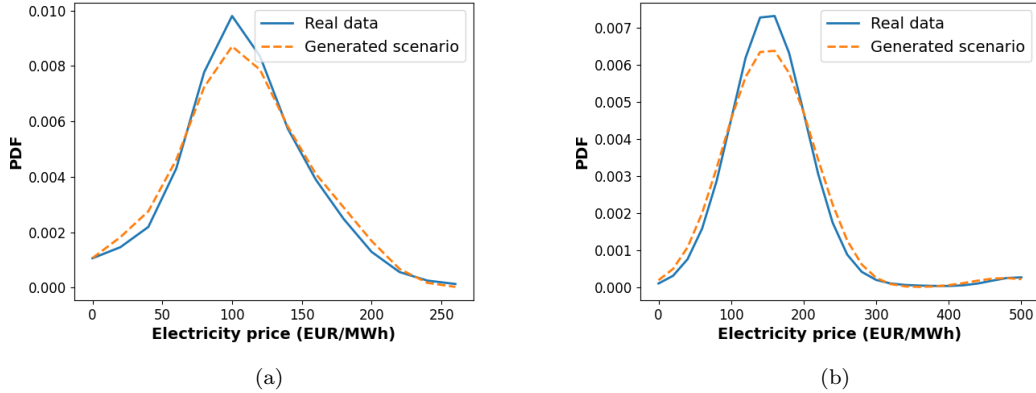 Real data
Generated scenario
0.010
0.008
0.006
0.004
0.002
0.000
PDF
0 50 100 150 200 250
Electricity price (EUR/MWh)
(a)
Real data
Generated scenario
0.007
0.006
0.005
0.004
0.003
0.002
0.001
0.000
PDF
0 100 200 300 400 500
Electricity price (EUR/MWh)
(b)